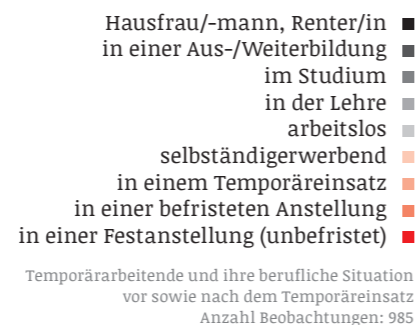 Hausfrau/-mann, Renter/in
in einer Aus-/Weiterbildung
im Studium
in der Lehre
arbeitslos
selbständigerwerbend
in einem Temporäreinsatz
in einer befristeten Anstellung
in einer Festanstellung (unbefristet)
Temporärarbeitende und ihre berufliche Situation
vor sowie nach dem Temporäreinsatz
Anzahl Beobachtungen: 985